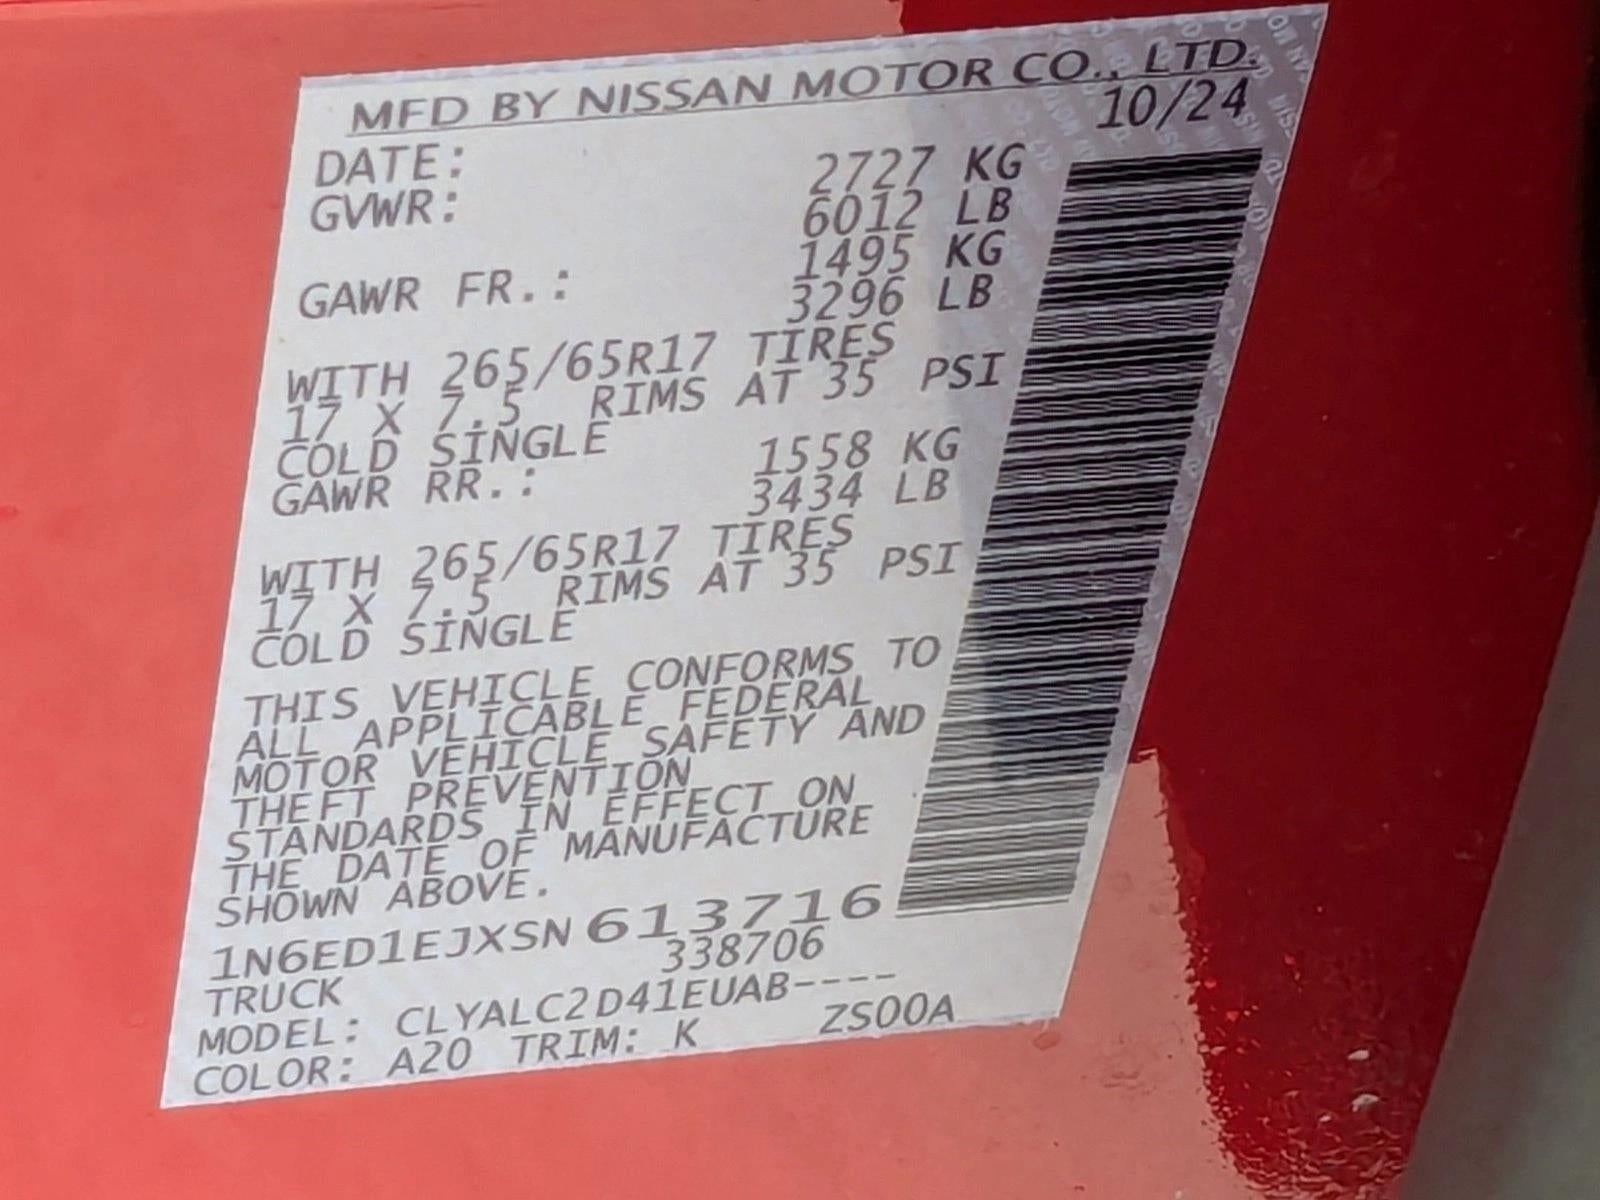 MFD BY NISSAN MOTOR CO., LTD.
DATE: 10/24
GVWR: 2727 KG
6012 LB
GAWR FR.: 1495 KG
3296 LB
WITH 265/65R17 TIRES
17 X 7.5 RIMS AT 35 PSI
COLD SINGLE
GAWR RR.: 1558 KG
3434 LB
WITH 265/65R17 TIRES
17 X 7.5 RIMS AT 35 PSI
COLD SINGLE
THIS VEHICLE CONFORMS TO
ALL APPLICABLE FEDERAL
MOTOR VEHICLE SAFETY AND
THEFT PREVENTION
STANDARDS IN EFFECT ON
THE DATE OF MANUFACTURE
SHOWN ABOVE.
1N6ED1EJXSN613716
TRUCK 338706
MODEL: CLYALC2D41EUAB----
COLOR: A20 TRIM: K ZS00A